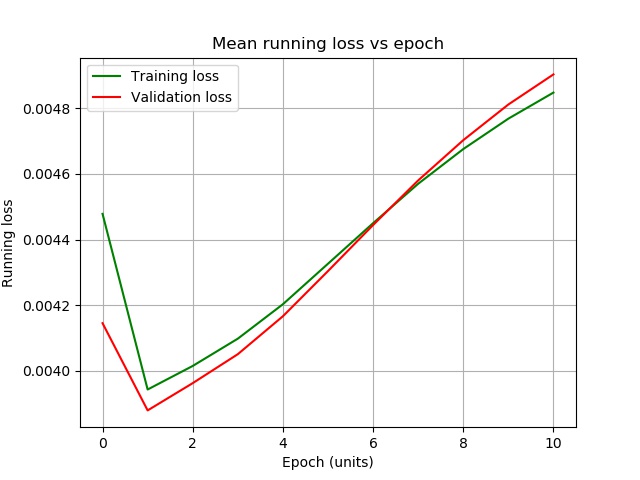 Mean running loss vs epoch
Training loss
Validation loss
Running loss
0.0048
0.0046
0.0044
0.0042
0.0040
0 2 4 6 8 10
Epoch (units)